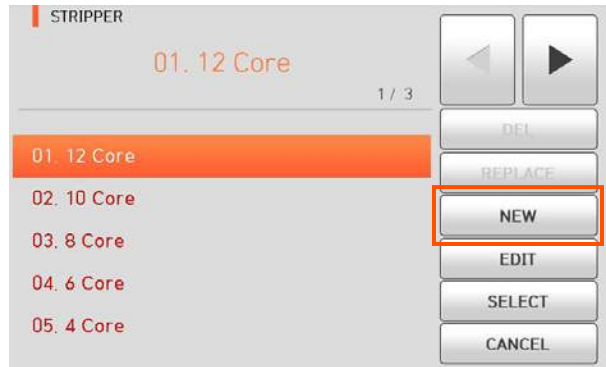 STRIPPER
01. 12 Core
1 / 3
01. 12 Core
02. 10 Core
03. 8 Core
04. 6 Core
05. 4 Core
DEL
REPLACE
NEW
EDIT
SELECT
CANCEL